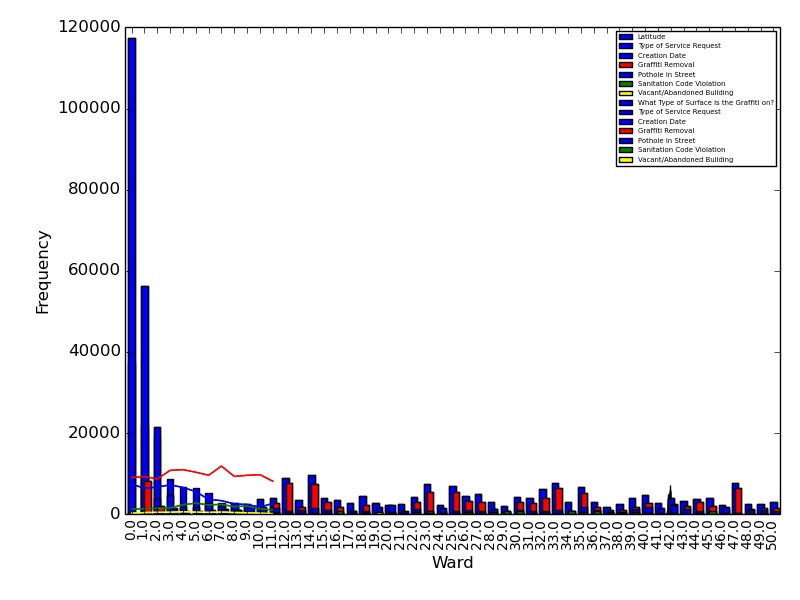 120000
100000
80000
60000
40000
20000
0
Frequency
Latitude
Type of Service Request
Creation Date
Graffiti Removal
Pothole in Street
Sanitation Code Violation
Vacant/Abandoned Building
What Type of Surface is the Graffiti on?
Type of Service Request
Creation Date
Graffiti Removal
Pothole in Street
Sanitation Code Violation
Vacant/Abandoned Building
0.0 1.0 2.0 3.0 4.0 5.0 6.0 7.0 8.0 9.0 10.0 11.0 12.0 13.0 14.0 15.0 16.0 17.0 18.0 19.0 20.0 21.0 22.0 23.0 24.0 25.0 26.0 27.0 28.0 29.0 30.0 31.0 32.0 33.0 34.0 35.0 36.0 37.0 38.0 39.0 40.0 41.0 42.0 43.0 44.0 45.0 46.0 47.0 48.0 49.0 50.0
Ward